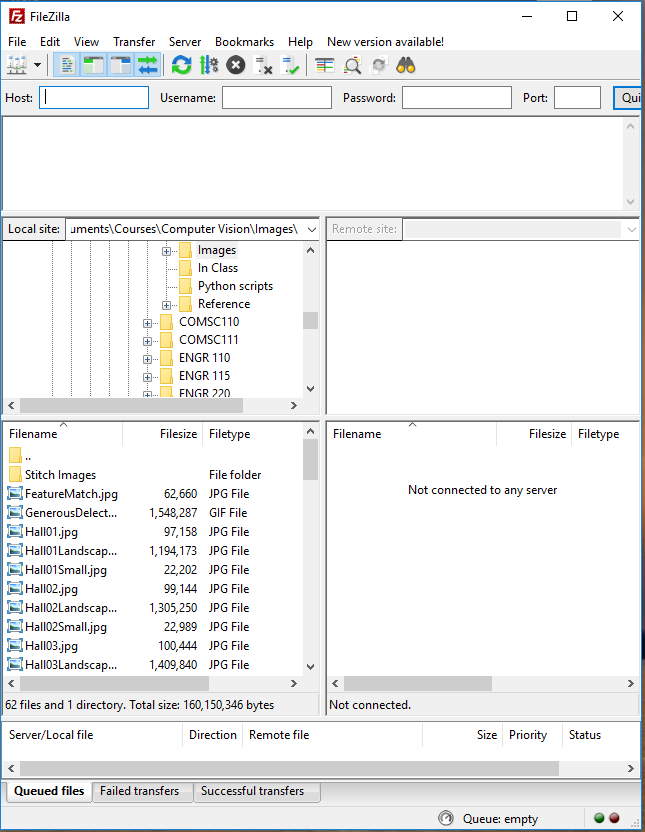 FileZilla
File Edit View Transfer Server Bookmarks Help New version available!
Host: Username: Password: Port: Qui
Local site: uments\Courses\Computer Vision\Images\ Remote site:
Images
In Class
Python scripts
Reference
COMSC110
COMSC111
ENGR 110
ENGR 115
ENGR 220
Filename Filesize Filetype Filename Filesize Filetype
..
Stitch Images File folder
FeatureMatch.jpg 62,660 JPG File
Not connected to any server
GenerousDelect... 1,548,287 GIF File
Hall01.jpg 97,158 JPG File
Hall01Landscap... 1,194,173 JPG File
Hall01Small.jpg 22,202 JPG File
Hall02.jpg 99,144 JPG File
Hall02Landscap... 1,305,250 JPG File
Hall02Small.jpg 22,989 JPG File
Hall03.jpg 100,444 JPG File
Hall03Landscap... 1,409,840 JPG File
62 files and 1 directory. Total size: 160,150,346 bytes Not connected.
Server/Local file Direction Remote file Size Priority Status
Queued files Failed transfers Successful transfers
Queue: empty